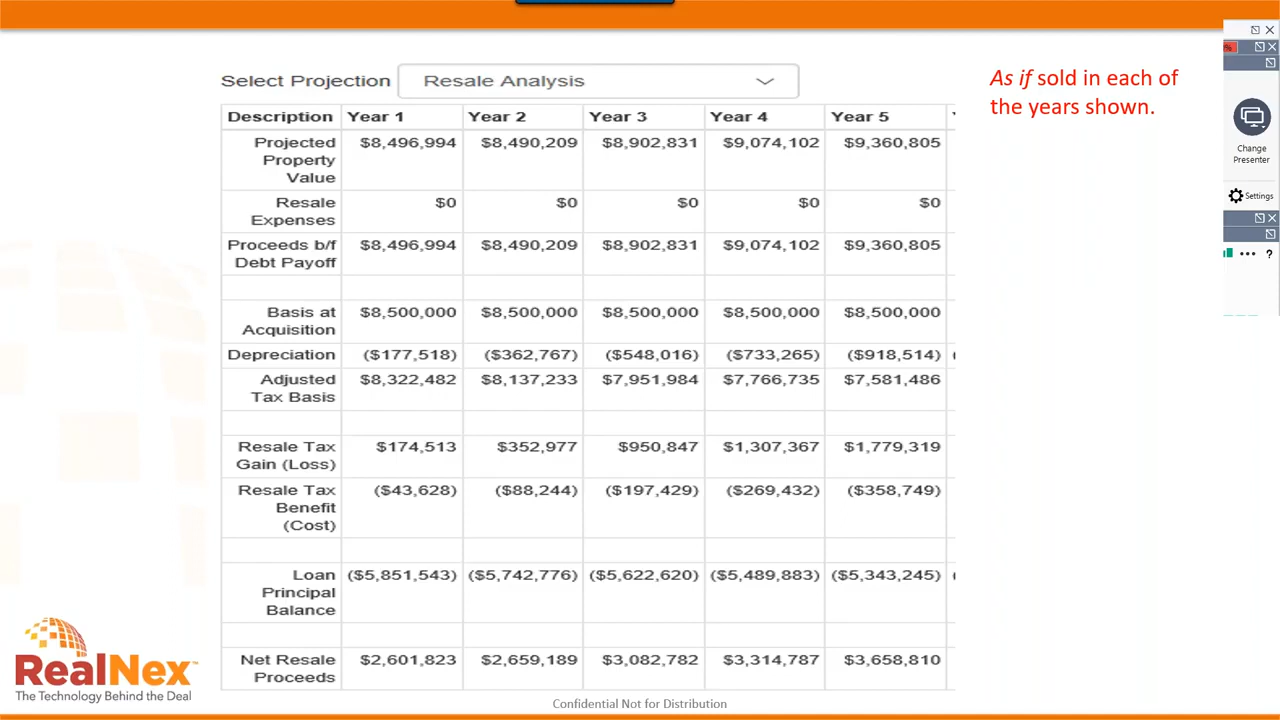 Select Projection Resale Analysis
As if sold in each of
the years shown.
Description Year 1 Year 2 Year 3 Year 4 Year 5
Projected
Property
Value
$8,496,994 $8,490,209 $8,902,831 $9,074,102 $9,360,805
Resale
Expenses
$0 $0 $0 $0 $0
Proceeds b/f
Debt Payoff
$8,496,994 $8,490,209 $8,902,831 $9,074,102 $9,360,805
Basis at
Acquisition
$8,500,000 $8,500,000 $8,500,000 $8,500,000 $8,500,000
Depreciation ($177,518) ($362,767) ($548,016) ($733,265) ($918,514)
Adjusted
Tax Basis
$8,322,482 $8,137,233 $7,951,984 $7,766,735 $7,581,486
Resale Tax
Gain (Loss)
$174,513 $352,977 $950,847 $1,307,367 $1,779,319
Resale Tax
Benefit
(Cost)
($43,628) ($88,244) ($197,429) ($269,432) ($358,749)
Loan
Principal
Balance
($5,851,543) ($5,742,776) ($5,622,620) ($5,489,883) ($5,343,245)
Net Resale
Proceeds
$2,601,823 $2,659,189 $3,082,782 $3,314,787 $3,658,810
%
Change
Presenter
Settings
?
RealNex™
The Technology Behind the Deal
Confidential Not for Distribution